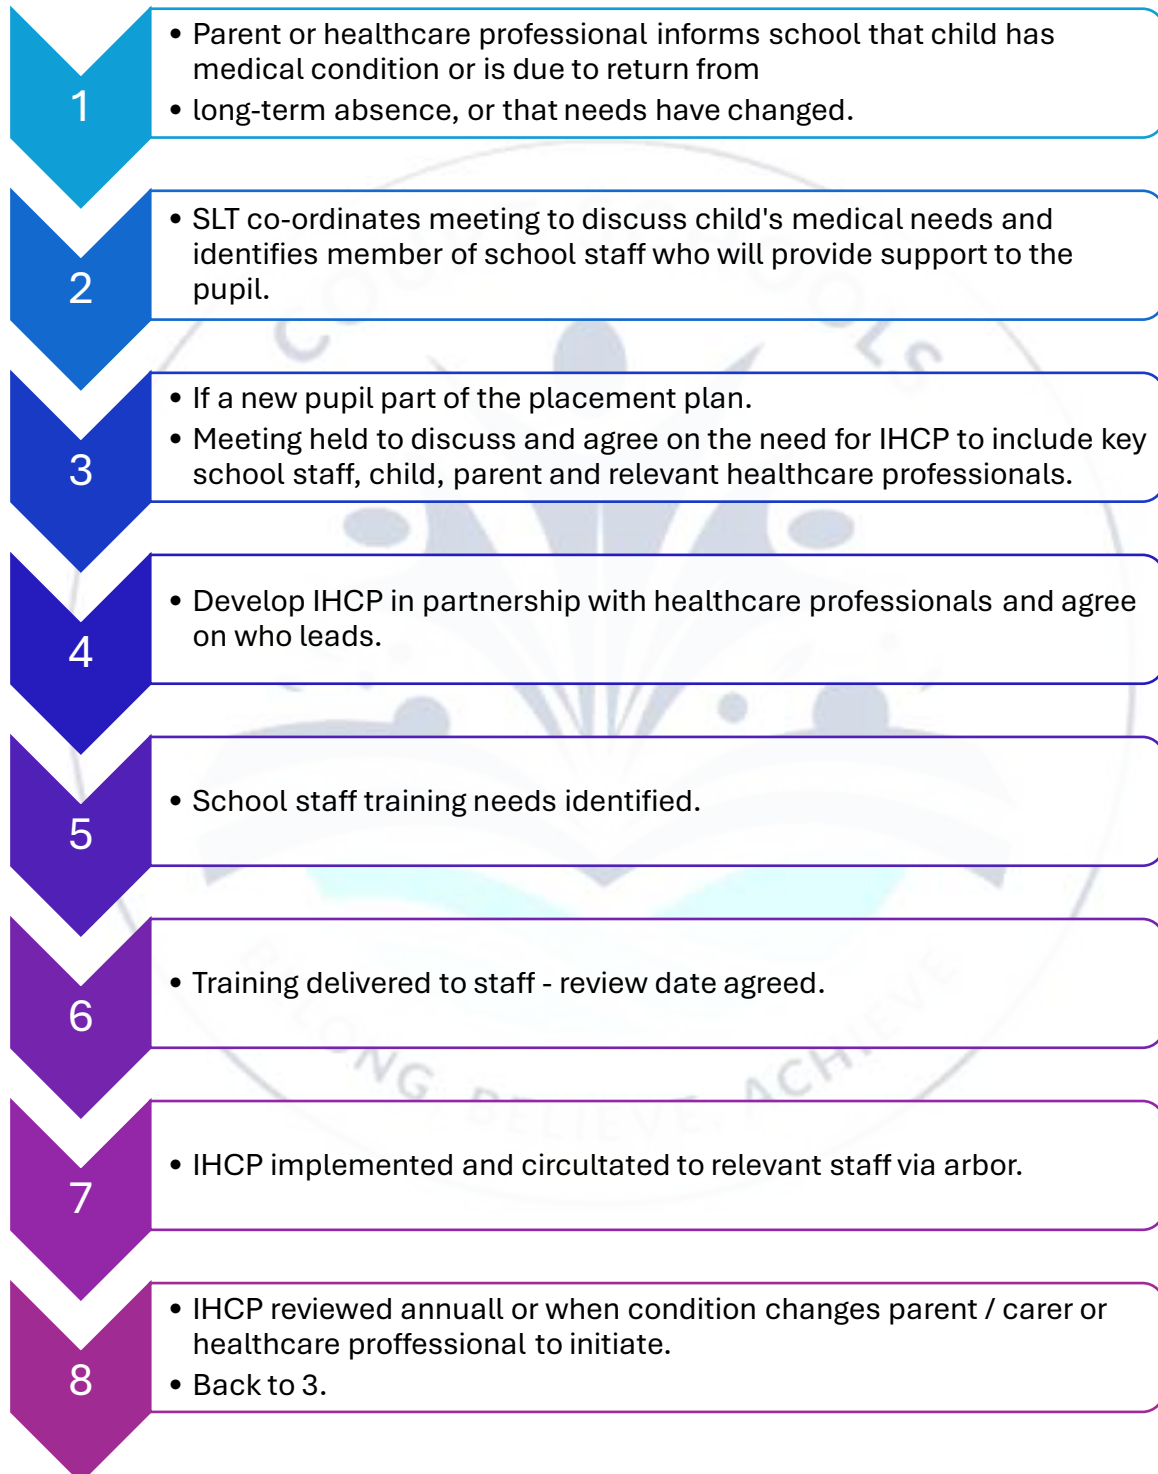 1
• Parent or healthcare professional informs school that child has
medical condition or is due to return from
• long-term absence, or that needs have changed.
2
• SLT co-ordinates meeting to discuss child's medical needs and
identifies member of school staff who will provide support to the
pupil.
3
• If a new pupil part of the placement plan.
• Meeting held to discuss and agree on the need for IHCP to include key
school staff, child, parent and relevant healthcare professionals.
4
• Develop IHCP in partnership with healthcare professionals and agree
on who leads.
5
• School staff training needs identified.
6
• Training delivered to staff - review date agreed.
7
• IHCP implemented and circultated to relevant staff via arbor.
8
• IHCP reviewed annuall or when condition changes parent / carer or
healthcare proffessional to initiate.
• Back to 3.
BELIEVE. ACHIEVE